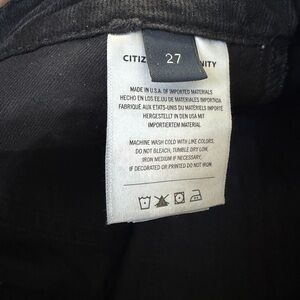 27
CITIZ NITY
MADE IN U.S.A. OF IMPORTED MATERIALS
HECHO EN LOS EE.UU DE MATERIALES IMPORTADA
FABRIQUÉ AUX ETATS-UNIS DU MATÉRIELS IMPORTÉ
HERGESTELLT IN DEN USA MIT
IMPORTIERTEM MATERIAL
MACHINE WASH COLD WITH LIKE COLORS.
DO NOT BLEACH, TUMBLE DRY LOW.
IRON MEDIUM IF NECESSARY.
IF DECORATED OR PRINTED DO NOT IRON.